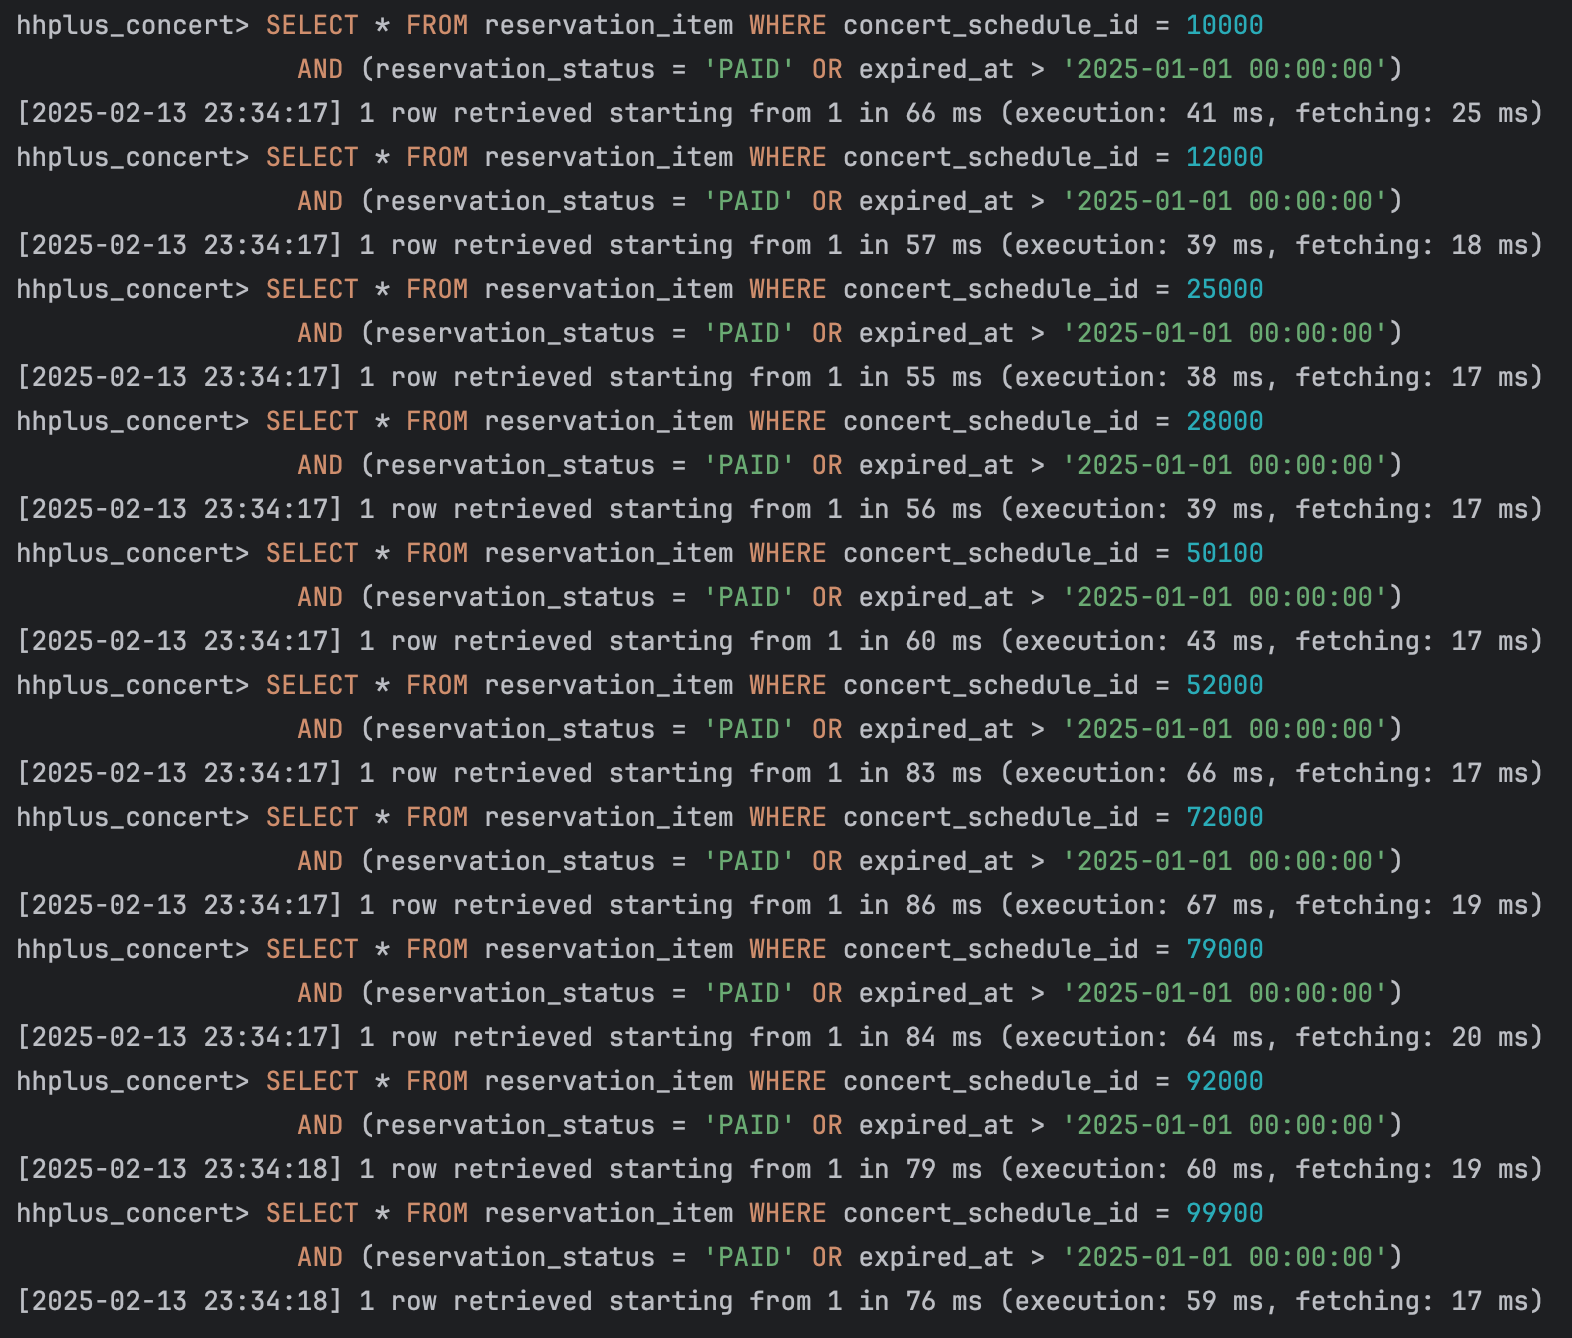 hhplus_concert> SELECT * FROM reservation_item WHERE concert_schedule_id = 10000
AND (reservation_status = 'PAID' OR expired_at > '2025-01-01 00:00:00')
[2025-02-13 23:34:17] 1 row retrieved starting from 1 in 66 ms (execution: 41 ms, fetching: 25 ms)
hhplus_concert> SELECT * FROM reservation_item WHERE concert_schedule_id = 12000
AND (reservation_status = 'PAID' OR expired_at > '2025-01-01 00:00:00')
[2025-02-13 23:34:17] 1 row retrieved starting from 1 in 57 ms (execution: 39 ms, fetching: 18 ms)
hhplus_concert> SELECT * FROM reservation_item WHERE concert_schedule_id = 25000
AND (reservation_status = 'PAID' OR expired_at > '2025-01-01 00:00:00')
[2025-02-13 23:34:17] 1 row retrieved starting from 1 in 55 ms (execution: 38 ms, fetching: 17 ms)
hhplus_concert> SELECT * FROM reservation_item WHERE concert_schedule_id = 28000
AND (reservation_status = 'PAID' OR expired_at > '2025-01-01 00:00:00')
[2025-02-13 23:34:17] 1 row retrieved starting from 1 in 56 ms (execution: 39 ms, fetching: 17 ms)
hhplus_concert> SELECT * FROM reservation_item WHERE concert_schedule_id = 50100
AND (reservation_status = 'PAID' OR expired_at > '2025-01-01 00:00:00')
[2025-02-13 23:34:17] 1 row retrieved starting from 1 in 60 ms (execution: 43 ms, fetching: 17 ms)
hhplus_concert> SELECT * FROM reservation_item WHERE concert_schedule_id = 52000
AND (reservation_status = 'PAID' OR expired_at > '2025-01-01 00:00:00')
[2025-02-13 23:34:17] 1 row retrieved starting from 1 in 83 ms (execution: 66 ms, fetching: 17 ms)
hhplus_concert> SELECT * FROM reservation_item WHERE concert_schedule_id = 72000
AND (reservation_status = 'PAID' OR expired_at > '2025-01-01 00:00:00')
[2025-02-13 23:34:17] 1 row retrieved starting from 1 in 86 ms (execution: 67 ms, fetching: 19 ms)
hhplus_concert> SELECT * FROM reservation_item WHERE concert_schedule_id = 79000
AND (reservation_status = 'PAID' OR expired_at > '2025-01-01 00:00:00')
[2025-02-13 23:34:17] 1 row retrieved starting from 1 in 84 ms (execution: 64 ms, fetching: 20 ms)
hhplus_concert> SELECT * FROM reservation_item WHERE concert_schedule_id = 92000
AND (reservation_status = 'PAID' OR expired_at > '2025-01-01 00:00:00')
[2025-02-13 23:34:18] 1 row retrieved starting from 1 in 79 ms (execution: 60 ms, fetching: 19 ms)
hhplus_concert> SELECT * FROM reservation_item WHERE concert_schedule_id = 99900
AND (reservation_status = 'PAID' OR expired_at > '2025-01-01 00:00:00')
[2025-02-13 23:34:18] 1 row retrieved starting from 1 in 76 ms (execution: 59 ms, fetching: 17 ms)